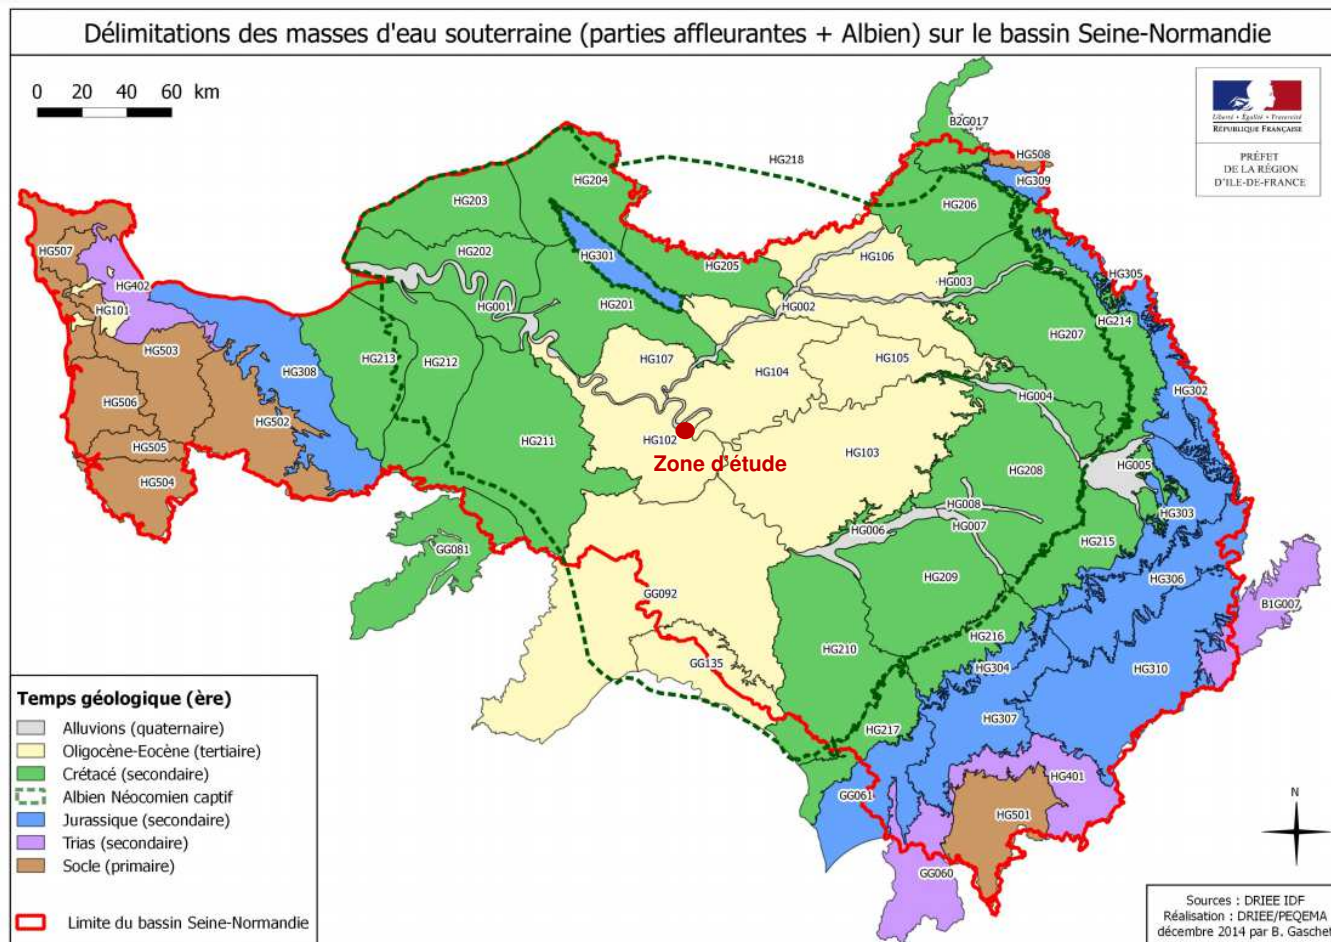 Délimitations des masses d'eau souterraine (parties affleurantes + Albien) sur le bassin Seine-Normandie
0 20 40 60 km
Liberté • Égalité • Fraternité
RÉPUBLIQUE FRANÇAISE
PRÉFET
DE LA RÉGION
D'ILE-DE-FRANCE
B2G017
HG218
HG508
HG309
HG204
HG203
HG206
HG507
HG202
HG301
HG205
HG106
HG305
HG402
HG101
HG001
HG201
HG002
HG003
HG214
HG503
HG213
HG212
HG107
HG105
HG207
HG308
HG104
HG302
HG506
HG004
HG502
HG211
HG102
HG103
HG505
Zone d'étude
HG208
HG005
HG504
HG008
HG303
HG006
HG007
HG215
GG081
HG209
HG306
GG092
B1G007
HG216
HG210
GG135
HG304
HG310
HG217
HG307
HG401
GG061
HG501
GG060
Temps géologique (ère)
Alluvions (quaternaire)
Oligocène-Eocène (tertiaire)
Crétacé (secondaire)
Albien Néocomien captif
Jurassique (secondaire)
Trias (secondaire)
Socle (primaire)
Limite du bassin Seine-Normandie
N
Sources : DRIEE IDF
Réalisation : DRIEE/PEQEMA
décembre 2014 par B. Gaschet